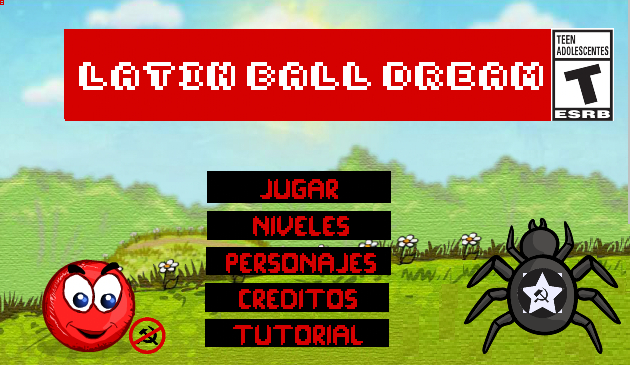 TEEN
ADOLESCENTES
LATIN BALL DREAM
T
ESRB
JUGAR
NIVELES
PERSONAJES
CREDITOS
TUTORIAL